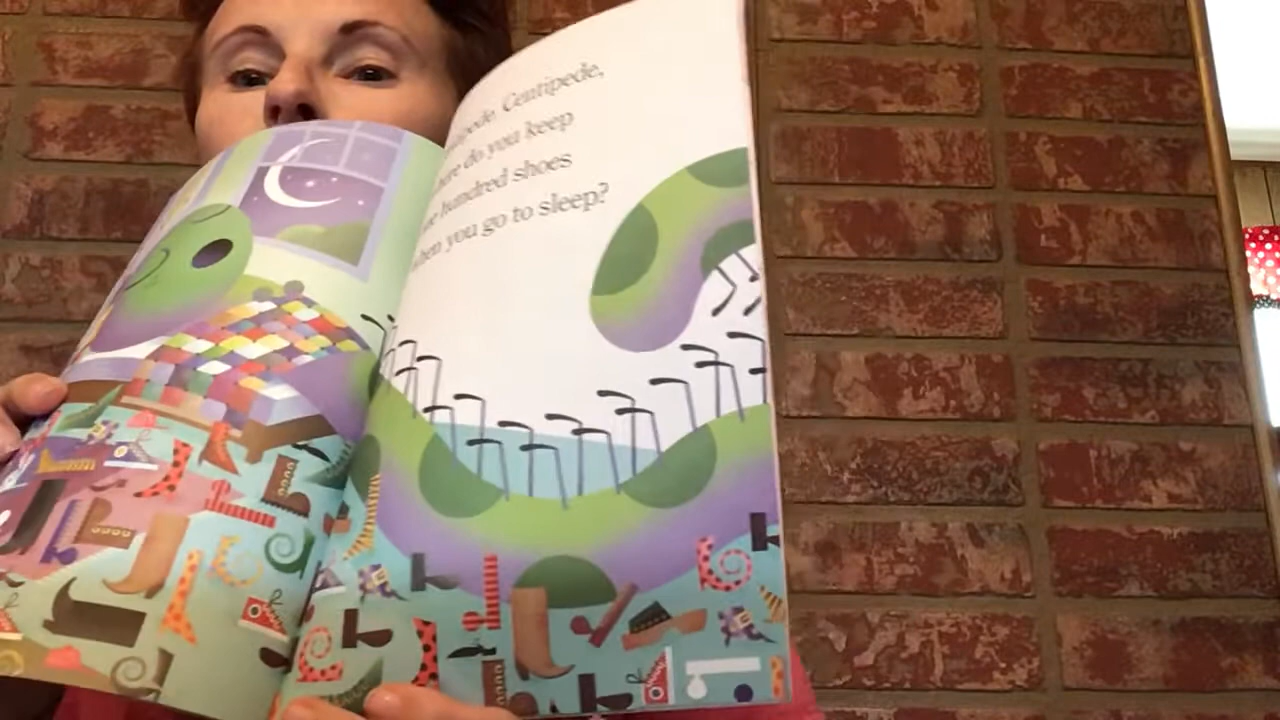 Centipede,
do you keep
hundred shoes
you go to sleep?